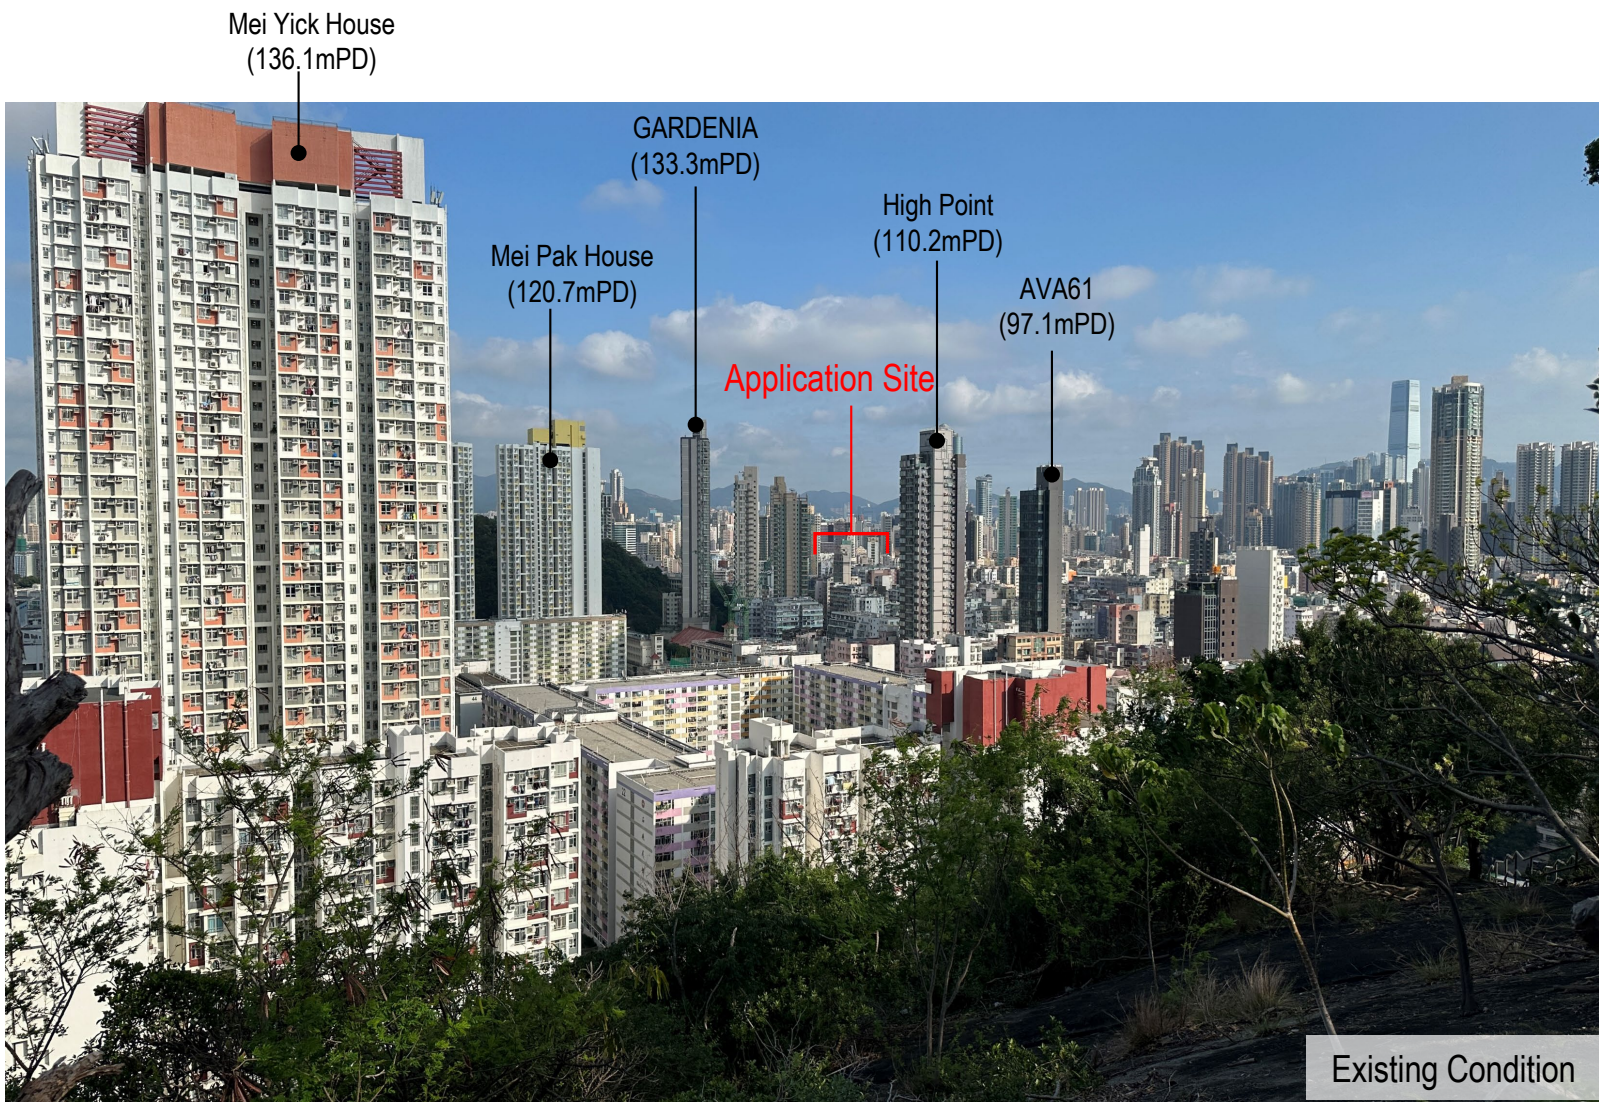 Mei Yick House
(136.1mPD)
GARDENIA
(133.3mPD)
High Point
(110.2mPD)
Mei Pak House
(120.7mPD)
AVA61
(97.1mPD)
Application Site
Existing Condition